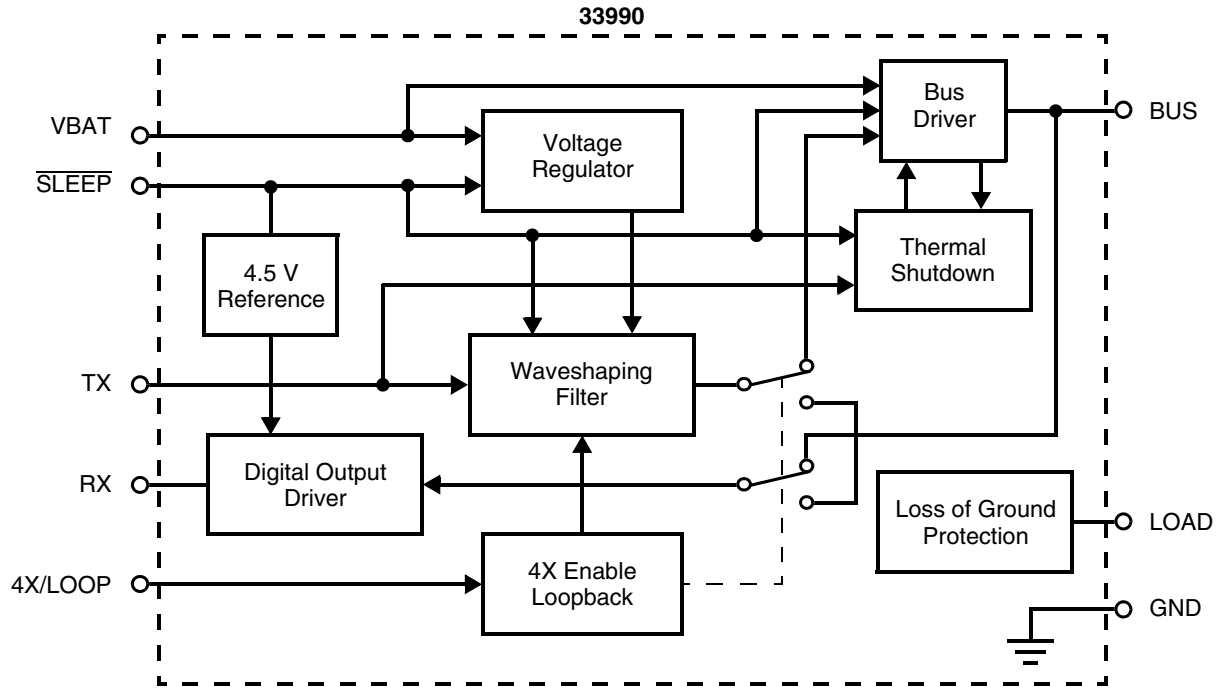 33990
VBAT
SLEEP
TX
RX
4X/LOOP
Voltage
Regulator
Bus
Driver
BUS
4.5 V
Reference
Thermal
Shutdown
Waveshaping
Filter
Digital Output
Driver
4X Enable
Loopback
Loss of Ground
Protection
LOAD
GND